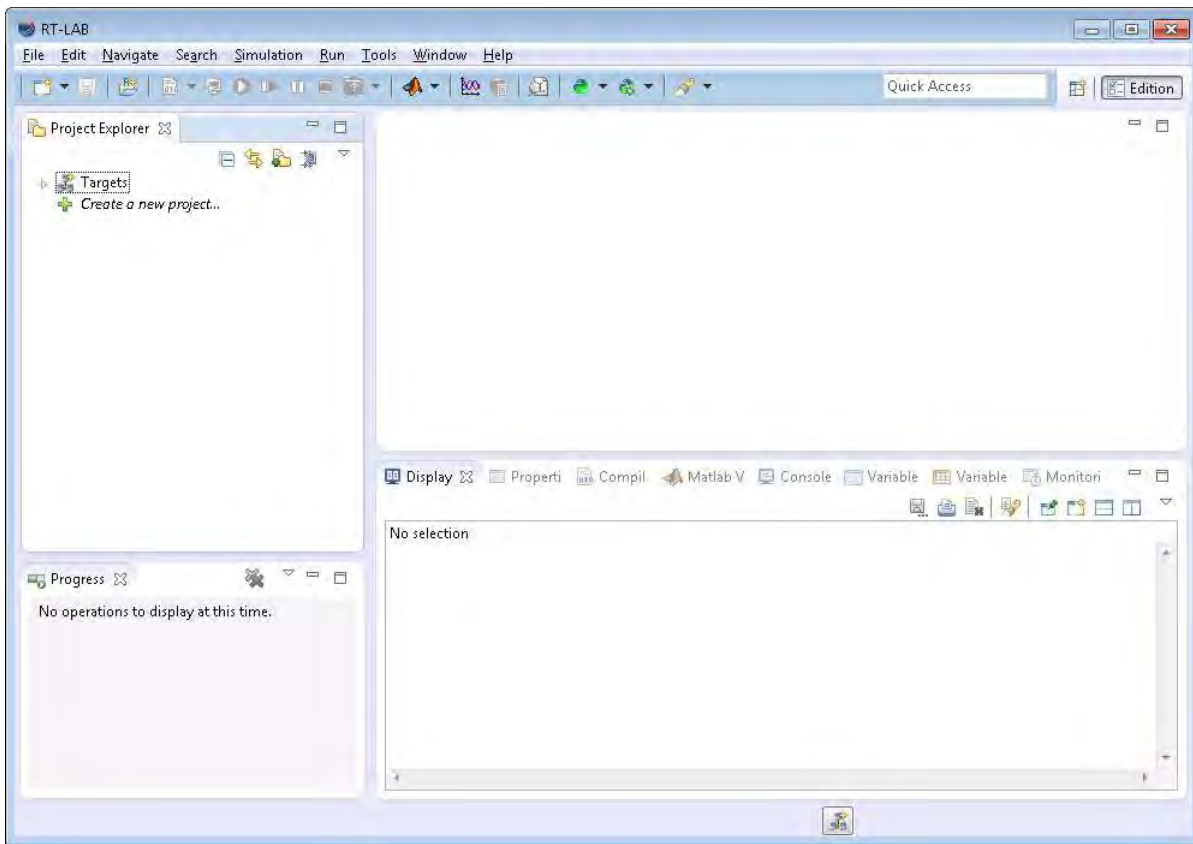 RT-LAB
File Edit Navigate Search Simulation Run Tools Window Help
Quick Access
Edition
Project Explorer
Targets
Create a new project...
Display Properti Compil Matlab V Console Variable Variable Monitori
No selection
Progress
No operations to display at this time.